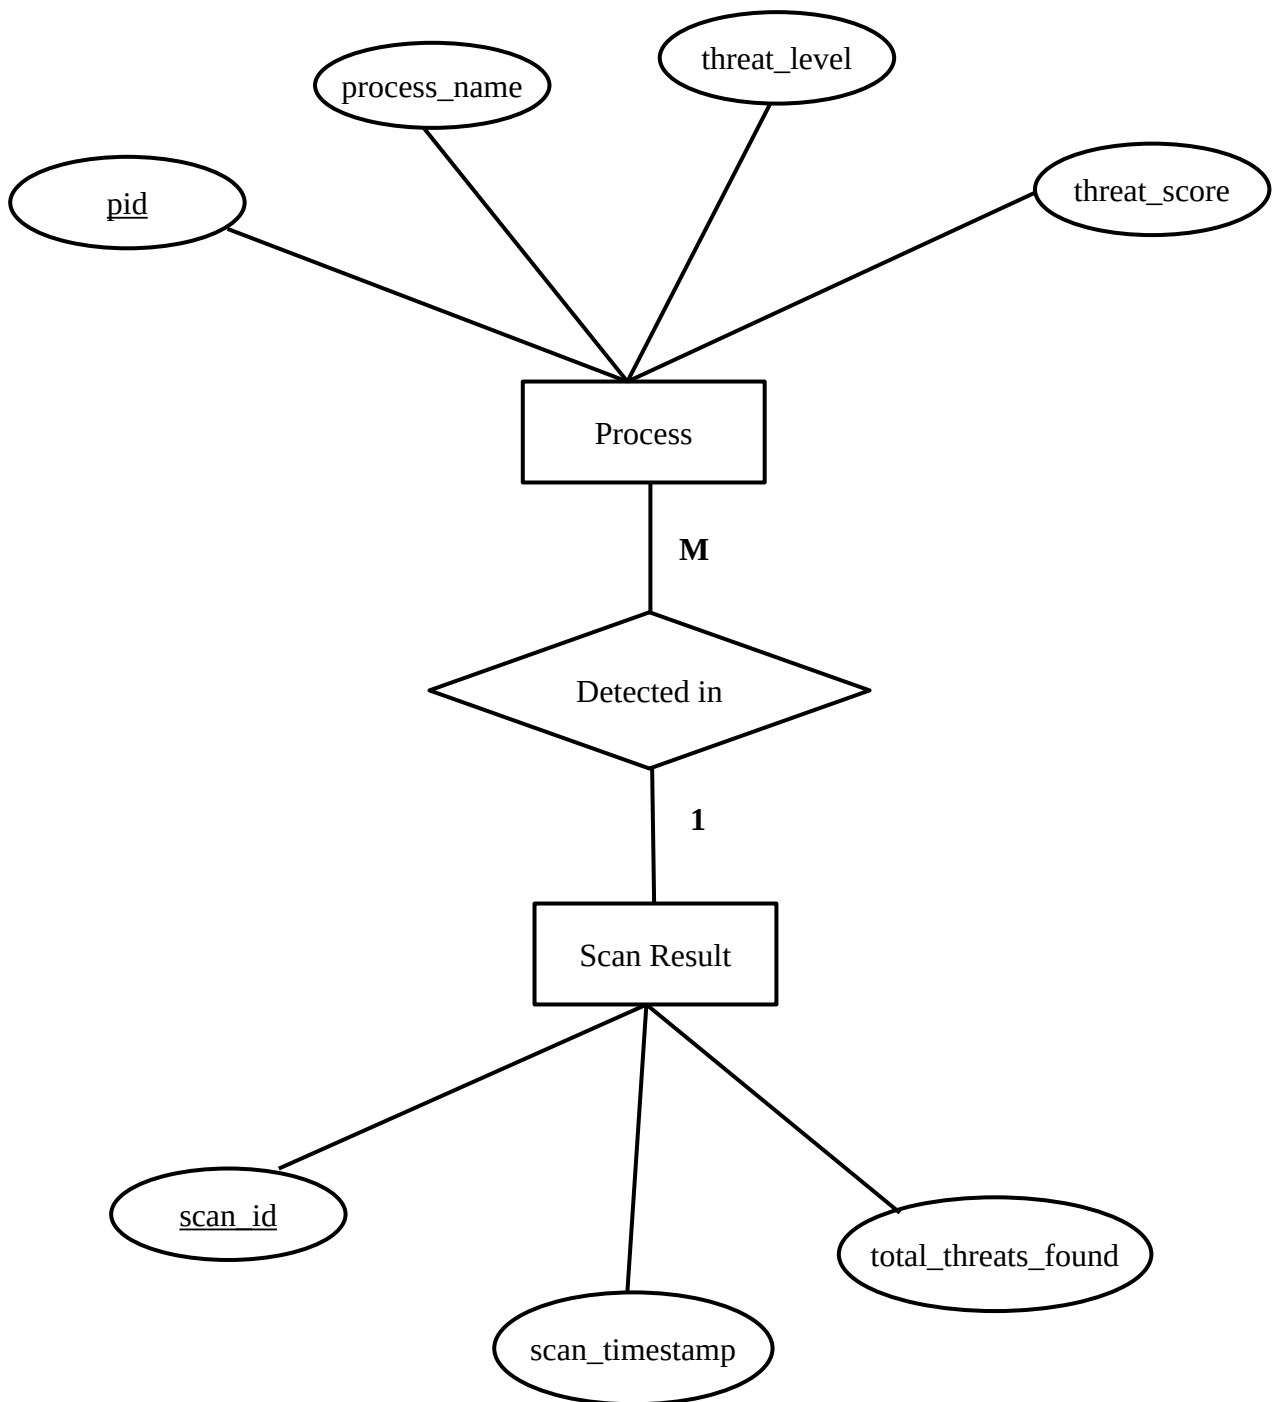 threat_level
process_name
threat_score
pid
Process
M
Detected in
1
Scan Result
scan_id
total_threats_found
scan_timestamp